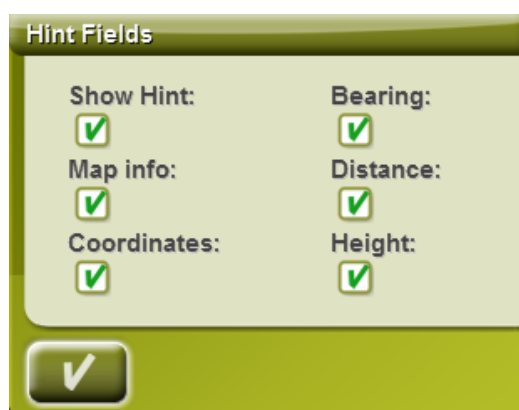 Hint Fields
Show Hint: Bearing:
Map info: Distance:
Coordinates: Height: